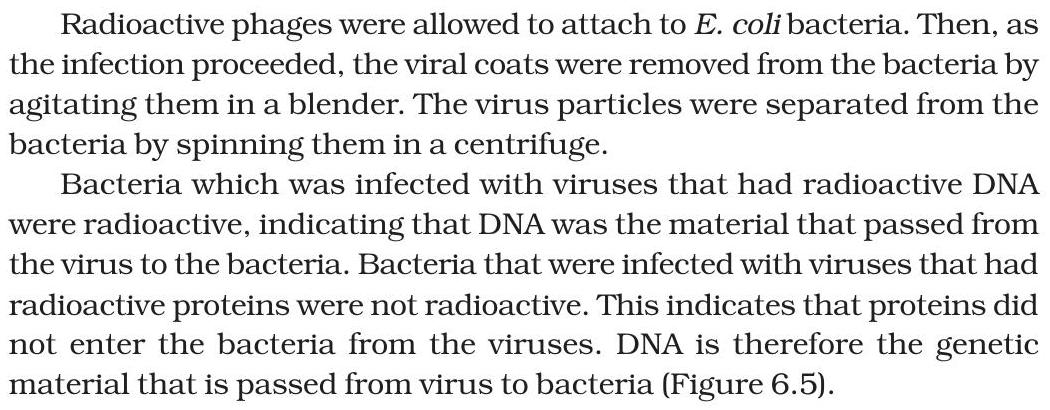 Radioactive phages were allowed to attach to E. coli bacteria. Then, as
the infection proceeded, the viral coats were removed from the bacteria by
agitating them in a blender. The virus particles were separated from the
bacteria by spinning them in a centrifuge.
Bacteria which was infected with viruses that had radioactive DNA
were radioactive, indicating that DNA was the material that passed from
the virus to the bacteria. Bacteria that were infected with viruses that had
radioactive proteins were not radioactive. This indicates that proteins did
not enter the bacteria from the viruses. DNA is therefore the genetic
material that is passed from virus to bacteria (Figure 6.5).